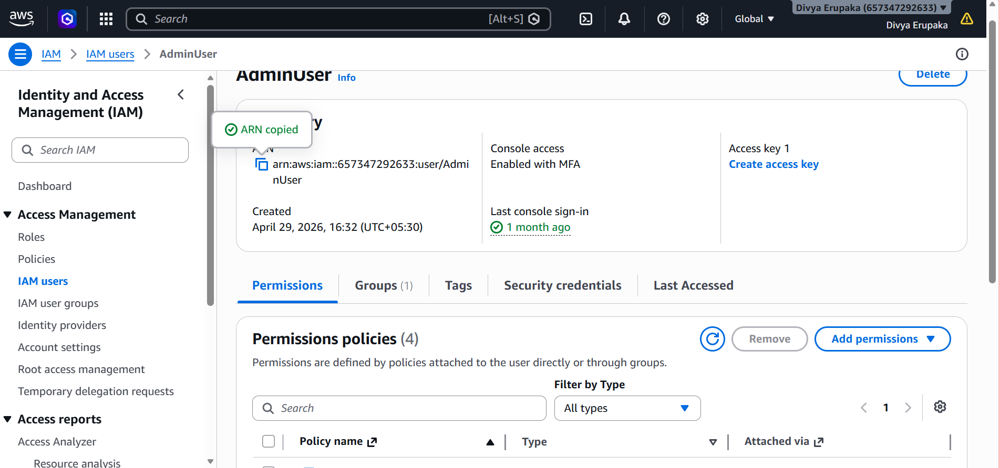 aws
Search
[Alt+S]
Global
Divya Erupaka (657347292633)
Divya Erupaka
IAM
IAM users
AdminUser
Identity and Access
Management (IAM)
Search IAM
Dashboard
Access Management
Roles
Policies
IAM users
IAM user groups
Identity providers
Account settings
Root access management
Temporary delegation requests
Access reports
Access Analyzer
Resource analysis
AdminUser
Info
Delete
ARN copied
arn:aws:iam::657347292633:user/Admi
nUser
Created
April 29, 2026, 16:32 (UTC+05:30)
Console access
Enabled with MFA
Last console sign-in
1 month ago
Access key 1
Create access key
Permissions
Groups (1)
Tags
Security credentials
Last Accessed
Permissions policies (4)
Remove
Add permissions
Permissions are defined by policies attached to the user directly or through groups.
Filter by Type
Search
All types
1
Policy name
Type
Attached via